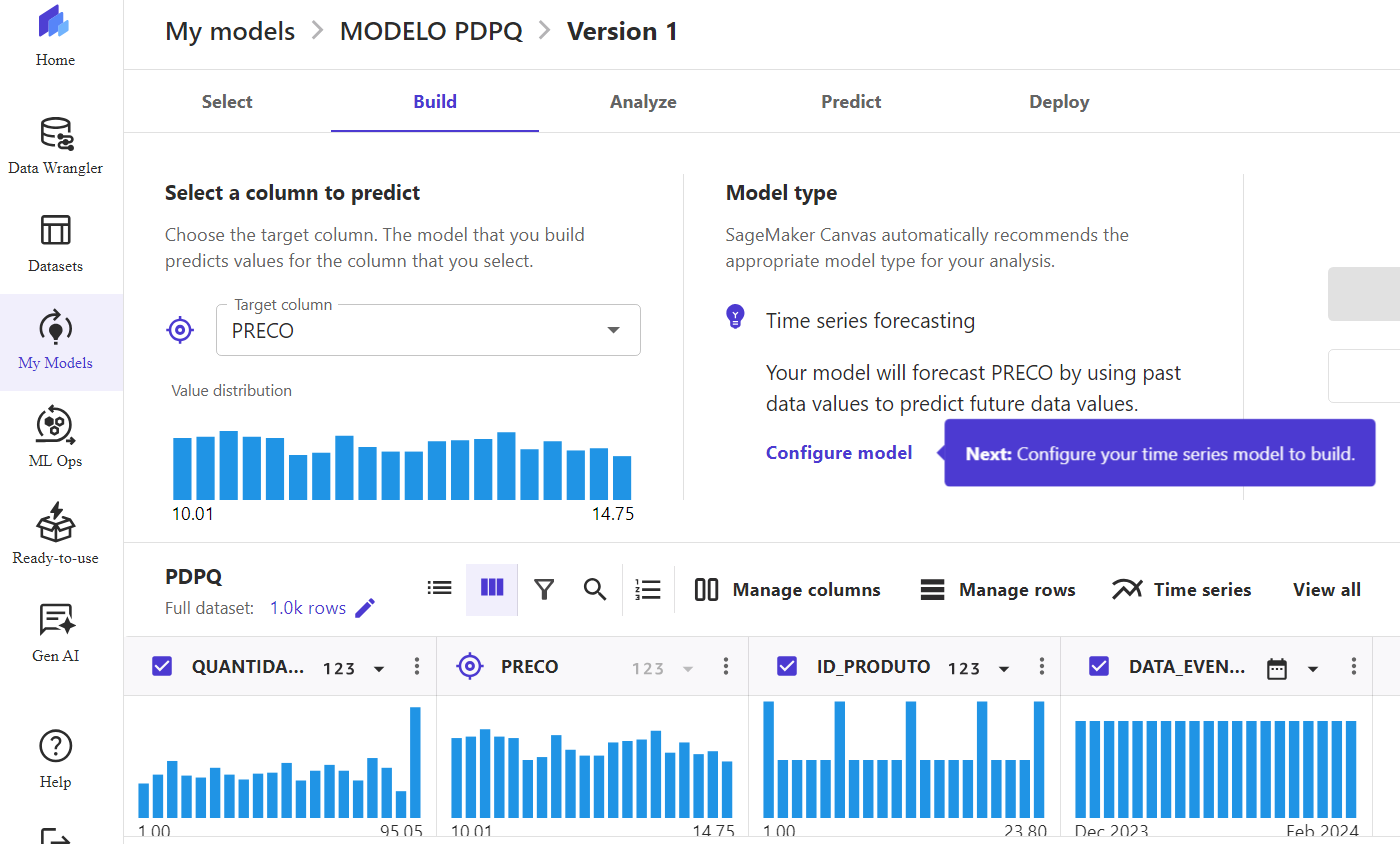 My models > MODELO PDPQ > Version 1
Home
Data Wrangler
Datasets
My Models
ML Ops
Ready-to-use
Gen AI
Help
Select Build Analyze Predict Deploy
Select a column to predict
Choose the target column. The model that you build
predicts values for the column that you select.
Target column
PRECO
Value distribution
10.01 14.75
Model type
SageMaker Canvas automatically recommends the
appropriate model type for your analysis.
Time series forecasting
Your model will forecast PRECO by using past
data values to predict future data values.
Configure model
Next: Configure your time series model to build.
PDPQ
Full dataset: 1.0k rows
Manage columns Manage rows Time series View all
QUANTIDA... 123 PRECO 123 ID_PRODUTO 123 DATA_EVEN...
1.00 95.05 10.01 14.75 1.00 23.80 Dec 2023 Feb 2024